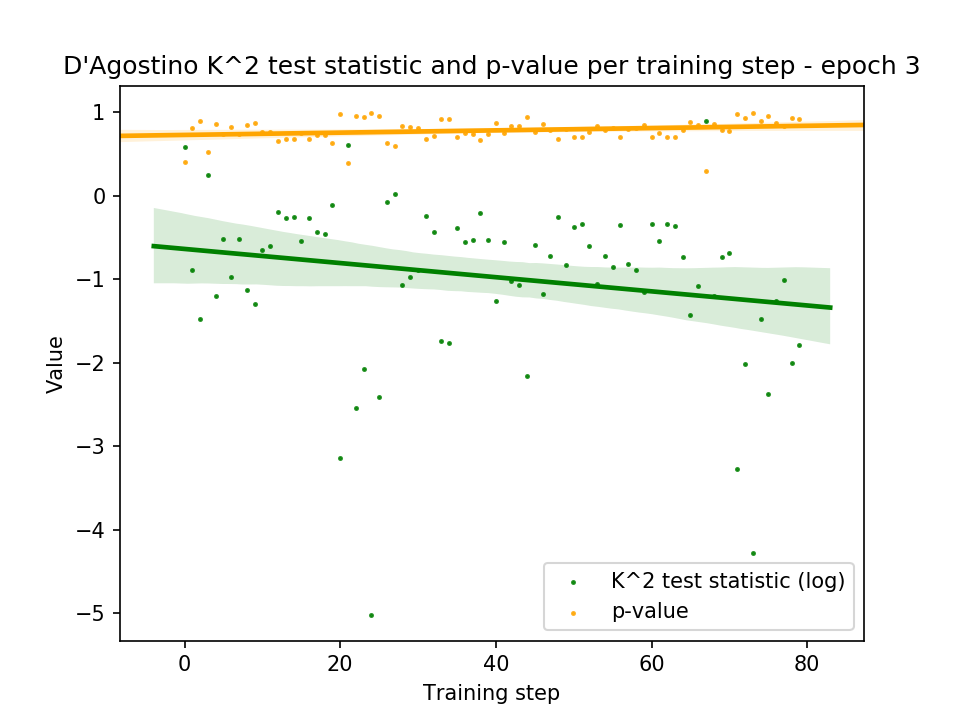 D'Agostino K^2 test statistic and p-value per training step - epoch 3
1
0
−1
−2
−3
−4
−5
Value
K^2 test statistic (log)
p-value
0 20 40 60 80
Training step